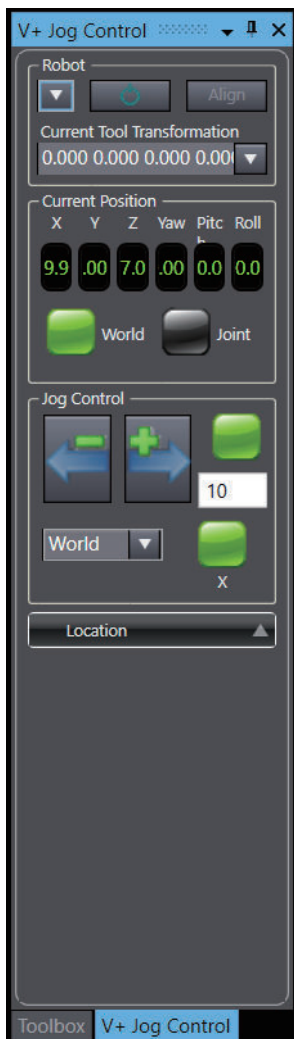 V+ Jog Control
Robot
Align
Current Tool Transformation
0.000 0.000 0.000 0.00
Current Position
X Y Z Yaw Pitc h Roll
9.9 .00 7.0 .00 0.0 0.0
World Joint
Jog Control
10
World
X
Location
Toolbox V+ Jog Control